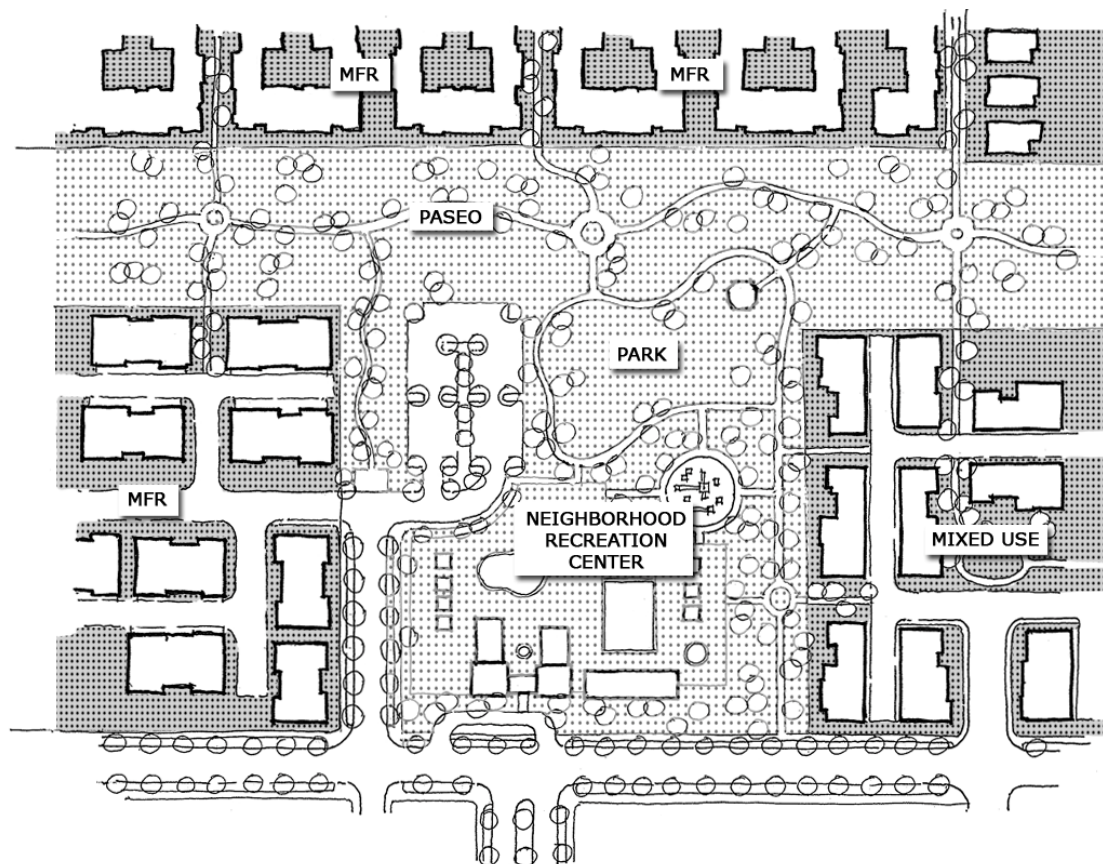 MFR
MFR
PASEO
PARK
MFR
NEIGHBORHOOD
RECREATION
CENTER
MIXED USE